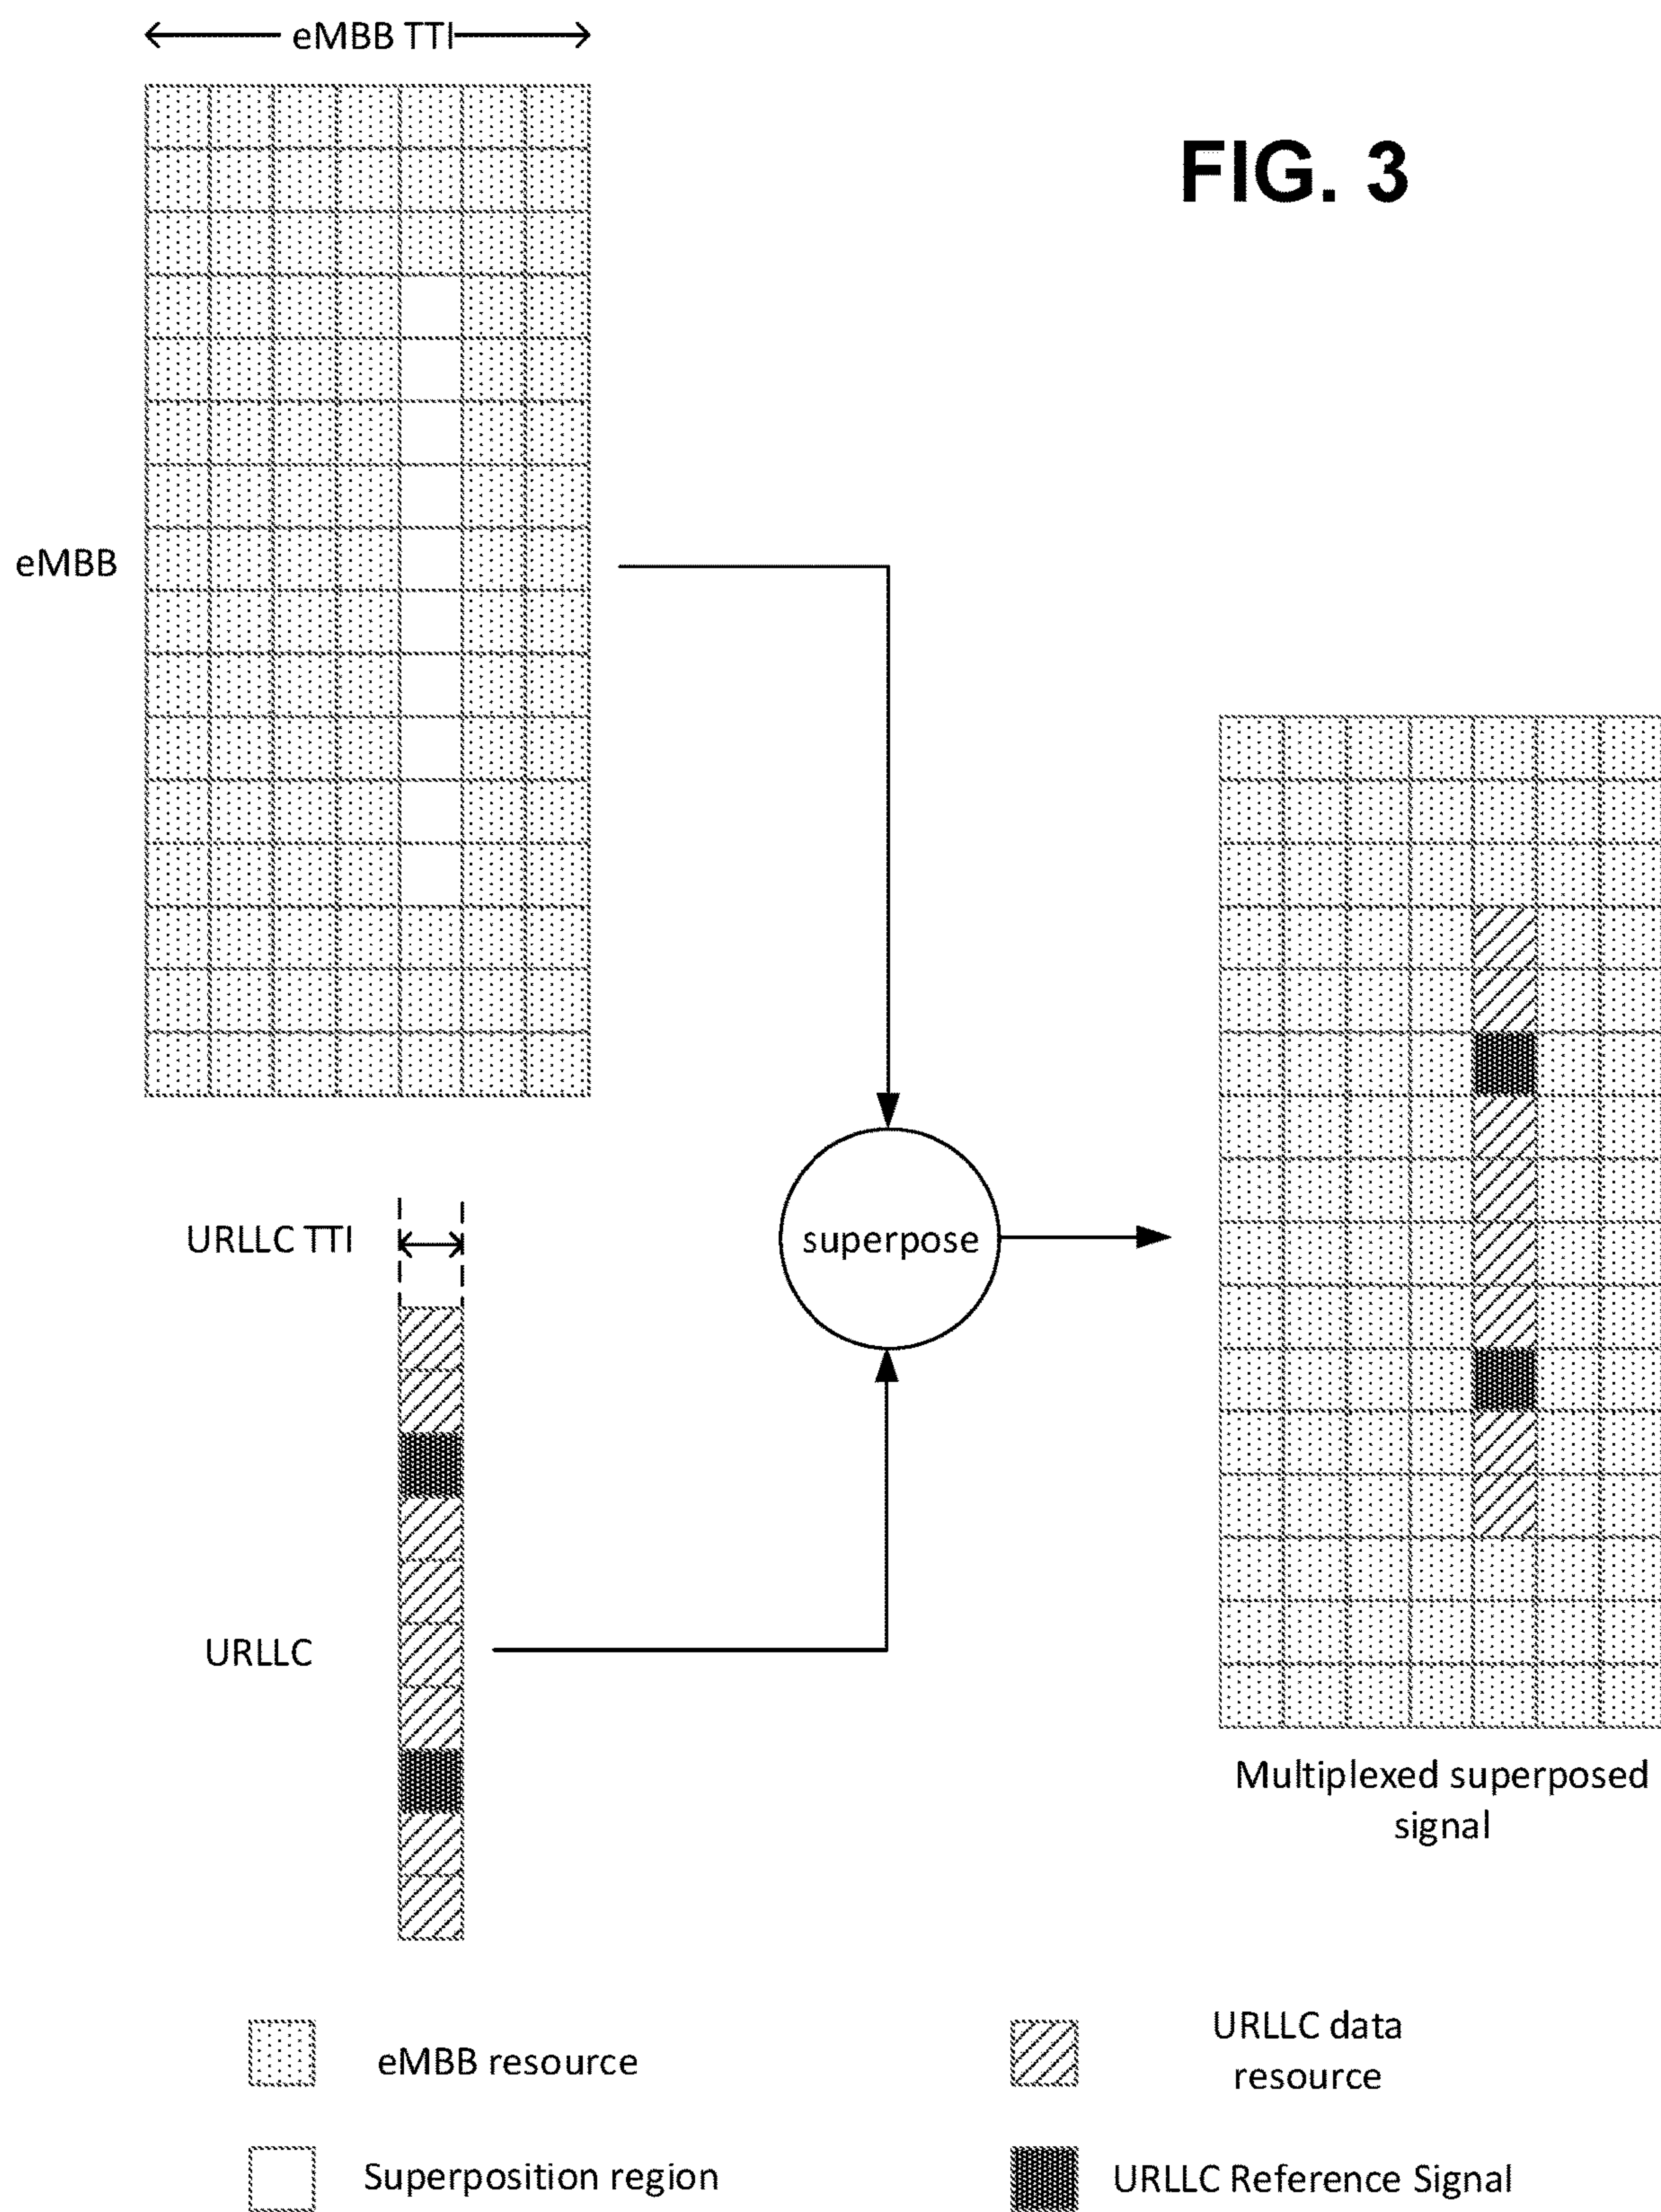 eMBB TTI
FIG. 3
eMBB
URLLC TTI
superpose
URLLC
Multiplexed superposed
signal
eMBB resource
URLLC data
resource
Superposition region
URLLC Reference Signal